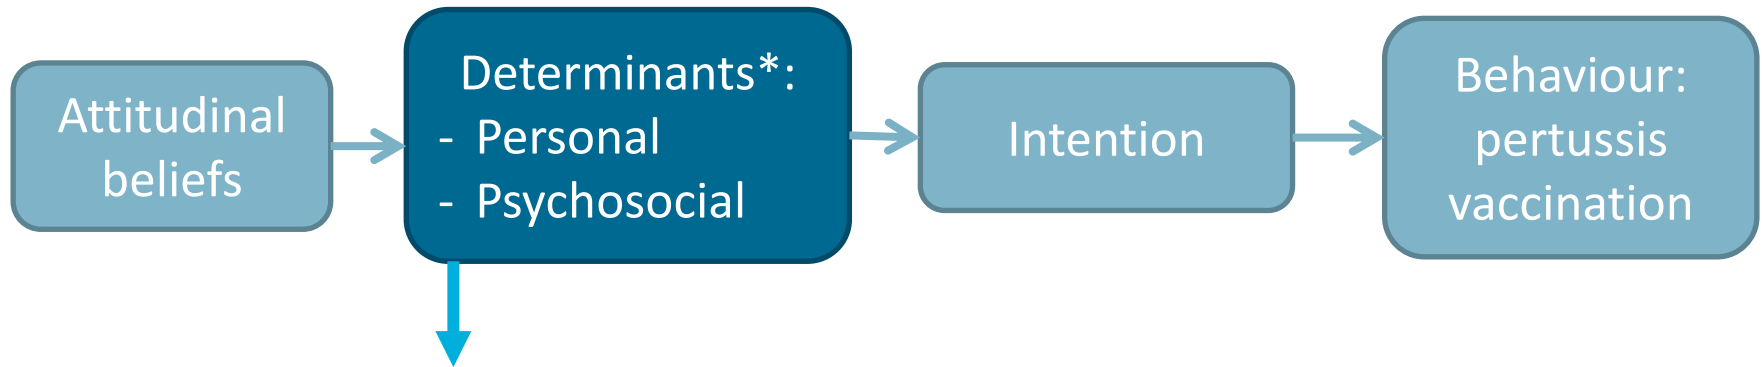 Attitudinal
beliefs
Determinants*:
- Personal
- Psychosocial
Intention
Behaviour:
pertussis
vaccination